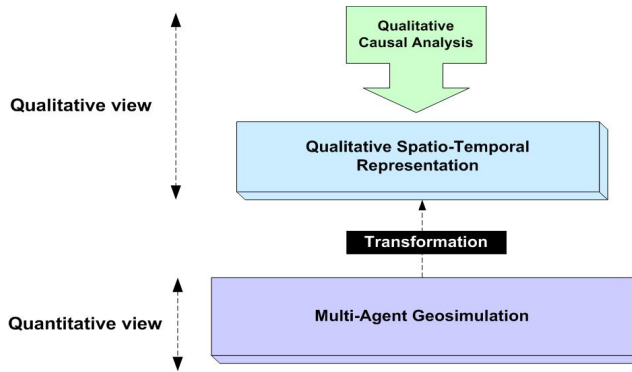 Qualitative
Causal Analysis
Qualitative view
Qualitative Spatio-Temporal
Representation
Transformation
Multi-Agent Geosimulation
Quantitative view